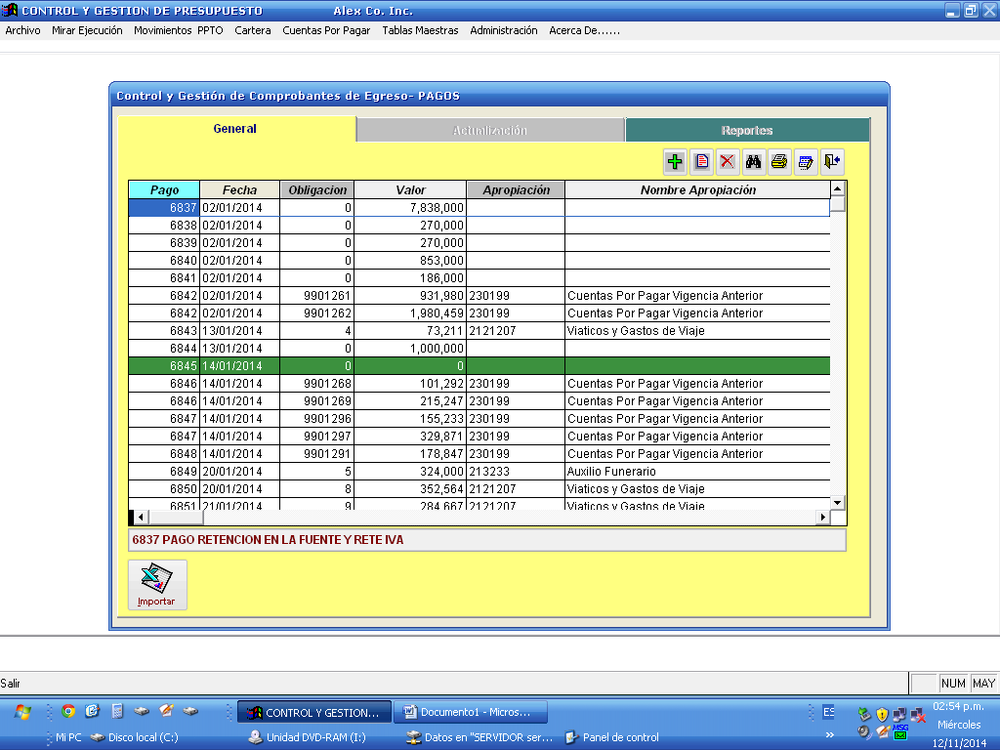 CONTROL Y GESTION DE PRESUPUESTO Alex Co. Inc.
Archivo Mirar Ejecución Movimientos PPTO Cartera Cuentas Por Pagar Tablas Maestras Administración Acerca De......
Control y Gestión de Comprobantes de Egreso- PAGOS
General Actualización Reportes
Pago Fecha Obligacion Valor Apropiación Nombre Apropiación
6837 02/01/2014 0 7,838,000
6838 02/01/2014 0 270,000
6839 02/01/2014 0 270,000
6840 02/01/2014 0 853,000
6841 02/01/2014 0 186,000
6842 02/01/2014 9901261 931,980 230199 Cuentas Por Pagar Vigencia Anterior
6842 02/01/2014 9901262 1,980,459 230199 Cuentas Por Pagar Vigencia Anterior
6843 13/01/2014 4 73,211 2121207 Viaticos y Gastos de Viaje
6844 13/01/2014 0 1,000,000
6845 14/01/2014 0 0
6846 14/01/2014 9901268 101,292 230199 Cuentas Por Pagar Vigencia Anterior
6846 14/01/2014 9901269 215,247 230199 Cuentas Por Pagar Vigencia Anterior
6847 14/01/2014 9901296 155,233 230199 Cuentas Por Pagar Vigencia Anterior
6847 14/01/2014 9901297 329,871 230199 Cuentas Por Pagar Vigencia Anterior
6848 14/01/2014 9901291 178,847 230199 Cuentas Por Pagar Vigencia Anterior
6849 20/01/2014 5 324,000 213233 Auxilio Funerario
6850 20/01/2014 8 352,564 2121207 Viaticos y Gastos de Viaje
6851 21/01/2014 9 284,667 2121207 Viaticos y Gastos de Viaje
6837 PAGO RETENCION EN LA FUENTE Y RETE IVA
Importar
Salir NUM MAY
CONTROL Y GESTION... Documento1 - Micros... ES 02:54 p.m.
Miércoles
Mi PC Disco local (C:) Unidad DVD-RAM (I:) Datos en "SERVIDOR ser... Panel de control » MSG
12/11/2014